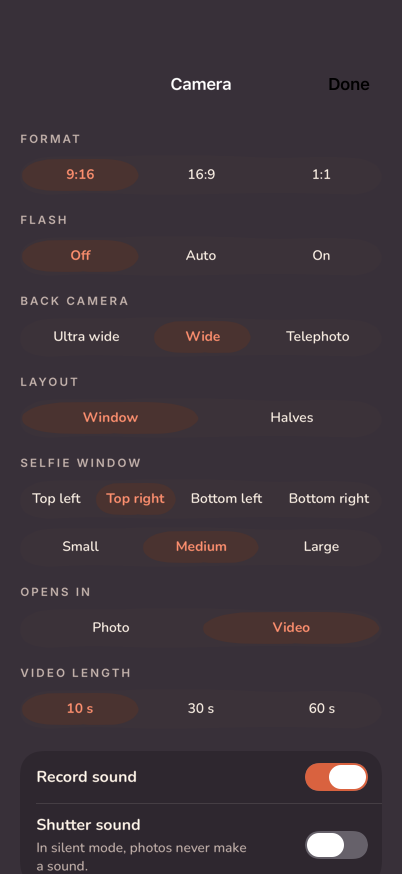 Camera
Done
FORMAT
9:16 16:9 1:1
FLASH
Off Auto On
BACK CAMERA
Ultra wide Wide Telephoto
LAYOUT
Window Halves
SELFIE WINDOW
Top left Top right Bottom left Bottom right
Small Medium Large
OPENS IN
Photo Video
VIDEO LENGTH
10 s 30 s 60 s
Record sound
Shutter sound
In silent mode, photos never make
a sound.